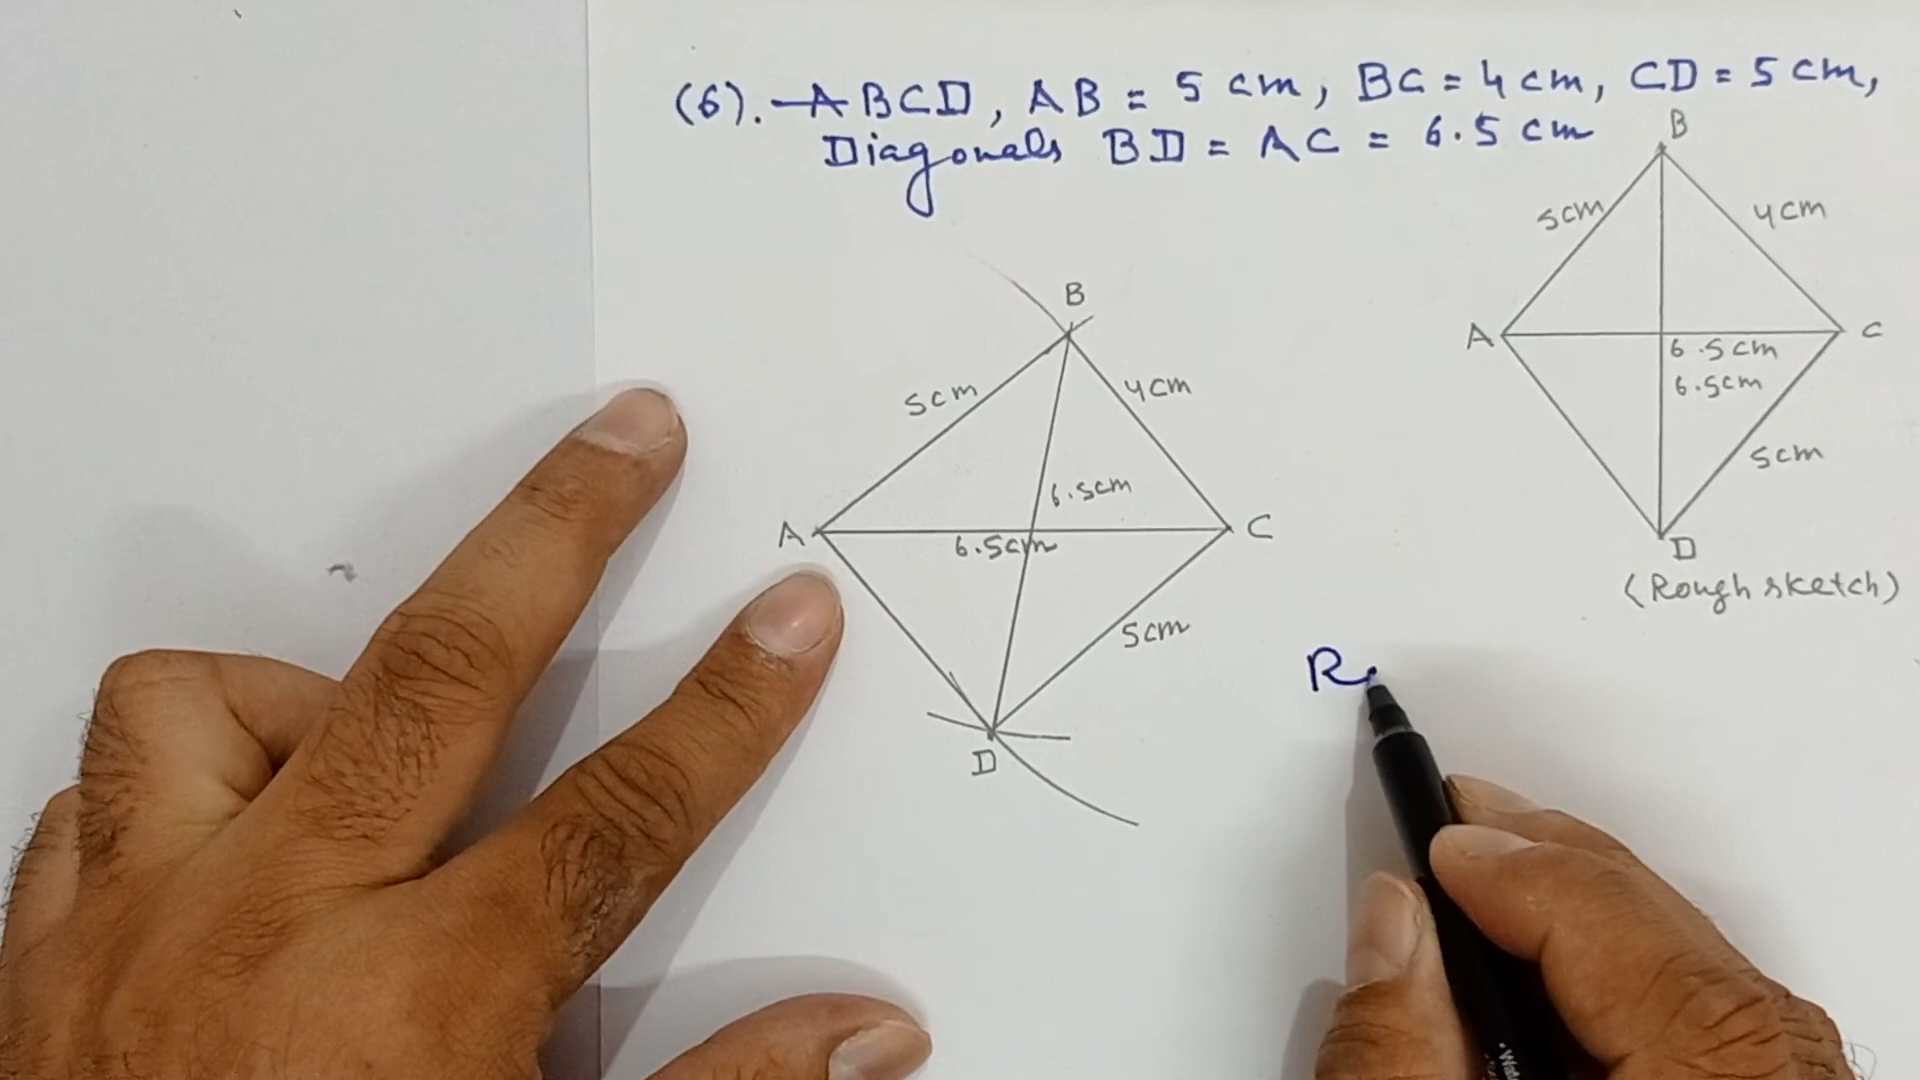 (6). ABCD, AB = 5 cm, BC = 4 cm, CD = 5 cm,
Diagonals BD = AC = 6.5 cm
B
5cm
4cm
A
C
6.5cm
6.5cm
5cm
D
(Rough sketch)
B
5cm
4cm
6.5cm
A
C
6.5cm
5cm
D
R